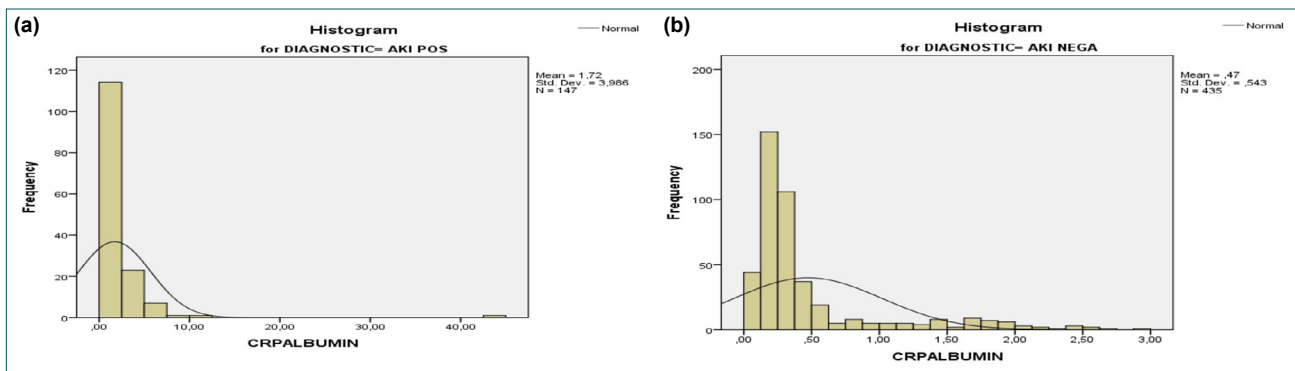 (a)
Histogram
for DIAGNOSTIC= AKI POS
Normal
Mean = 1,72
Std. Dev. = 3,986
N = 147
Frequency
120
100
80
60
40
20
0
,00 10,00 20,00 30,00 40,00
CRPALBUMIN
(b)
Histogram
for DIAGNOSTIC= AKI NEGA
Normal
Mean = ,47
Std. Dev. = ,543
N = 435
Frequency
200
150
100
50
0
,00 ,50 1,00 1,50 2,00 2,50 3,00
CRPALBUMIN